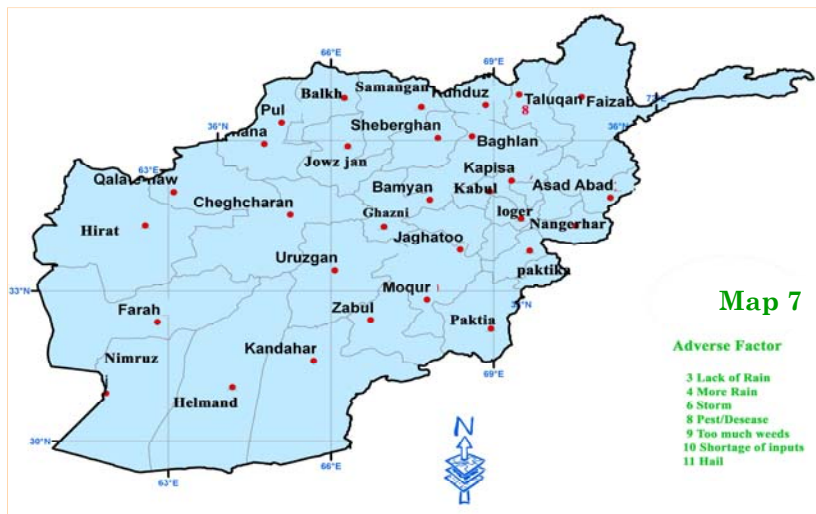 66°E
69°E
Balkh
Samangan
Kunduz
Taluqan
8
Faizab
72°E
Pul
36°N
Sheberghan
Baghlan
36°N
Jowz jan
63°E
Kapisa
Qalate naw
Bamyan
Kabul
Asad Abad
Cheghcharan
Ghazni
loger
Nangerhar
Hirat
Jaghatoo
Uruzgan
paktika
33°N
Moqur
Farah
Zabul
Paktia
Nimruz
Kandahar
69°E
Helmand
30°N
66°E
63°E
N
Map 7
Adverse Factor
3 Lack of Rain
4 More Rain
6 Storm
8 Pest/Desease
9 Too much weeds
10 Shortage of inputs
11 Hail